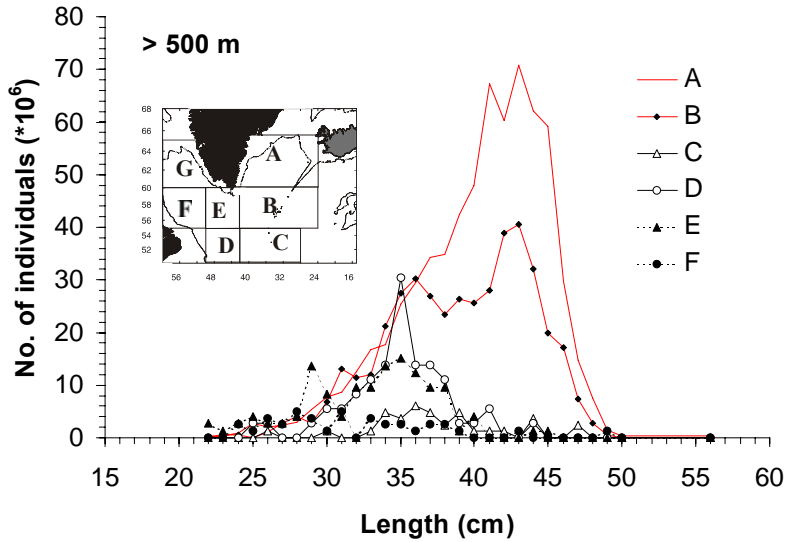 > 500 m
No. of individuals (*10⁶)
80
70
60
50
40
30
20
10
0
15 20 25 30 35 40 45 50 55 60
Length (cm)
A
B
C
D
E
F
68
66
64
62
60
58
56
54
52
56 48 40 32 24 16
A
G
F E B
D C